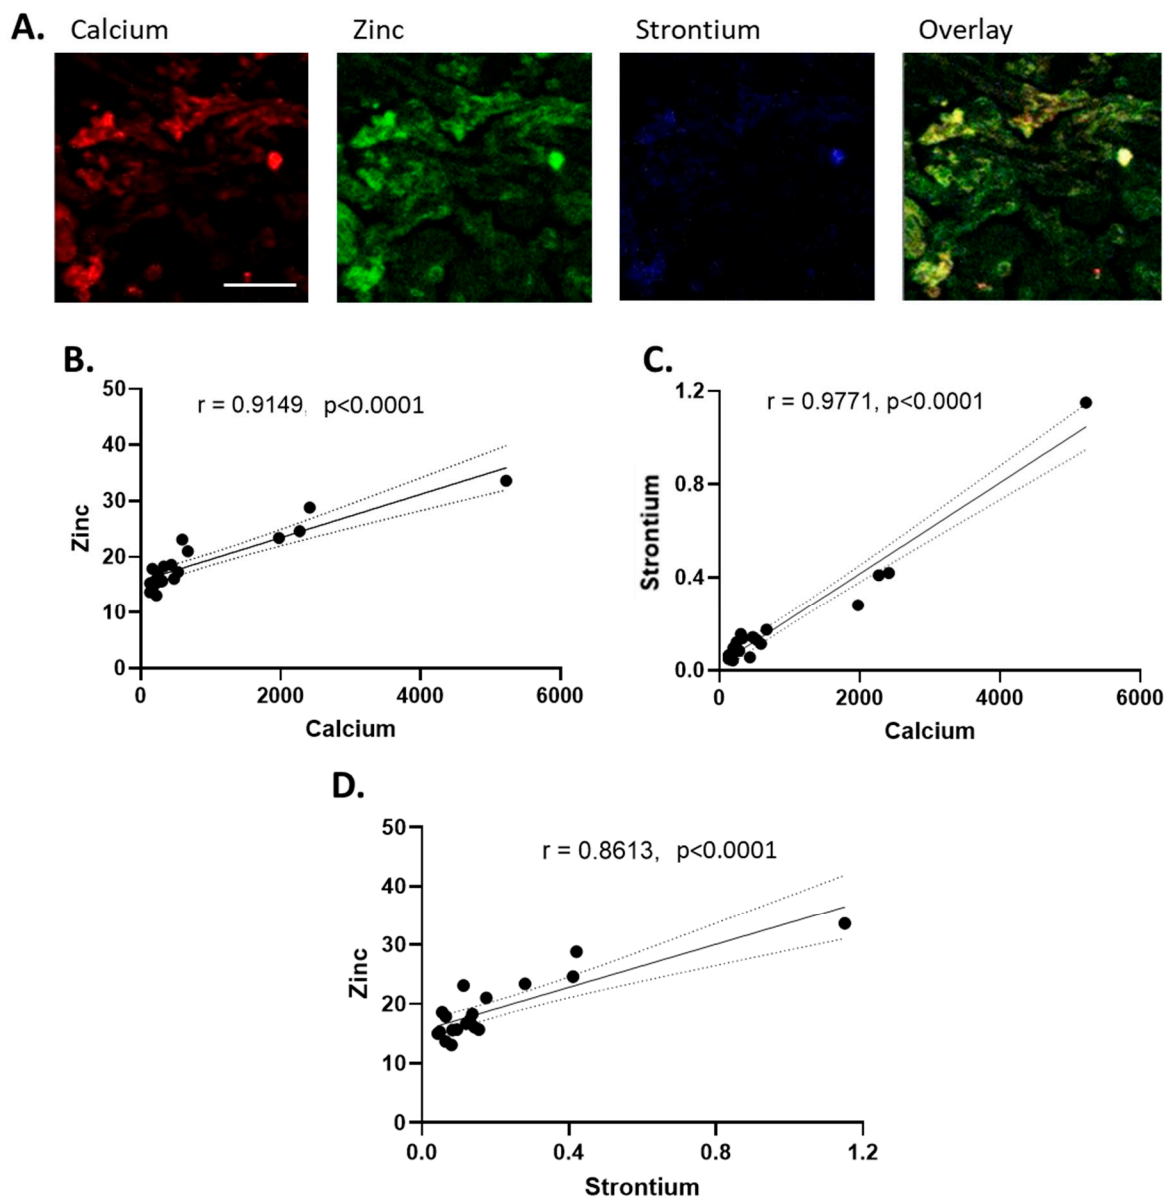 A. Calcium Zinc Strontium Overlay
B.
r = 0.9149, p<0.0001
50
40
30
20
10
0
Zinc
0 2000 4000 6000
Calcium
C.
r = 0.9771, p<0.0001
1.2
0.8
0.4
0.0
Strontium
0 2000 4000 6000
Calcium
D.
r = 0.8613, p<0.0001
50
40
30
20
10
0
Zinc
0.0 0.4 0.8 1.2
Strontium